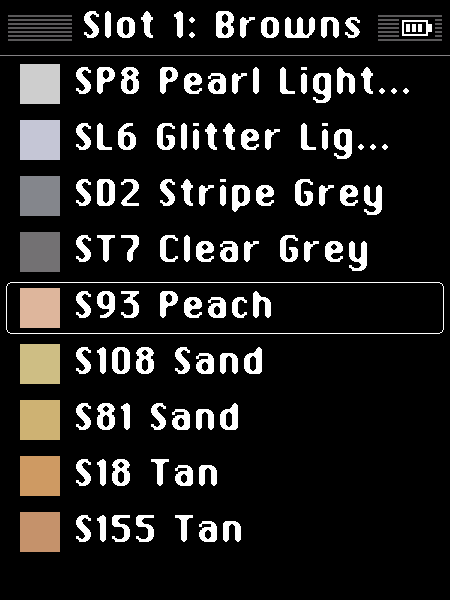 Slot 1: Browns
SP8 Pearl Light...
SL6 Glitter Lig...
SD2 Stripe Grey
ST7 Clear Grey
S93 Peach
S108 Sand
S81 Sand
S18 Tan
S155 Tan